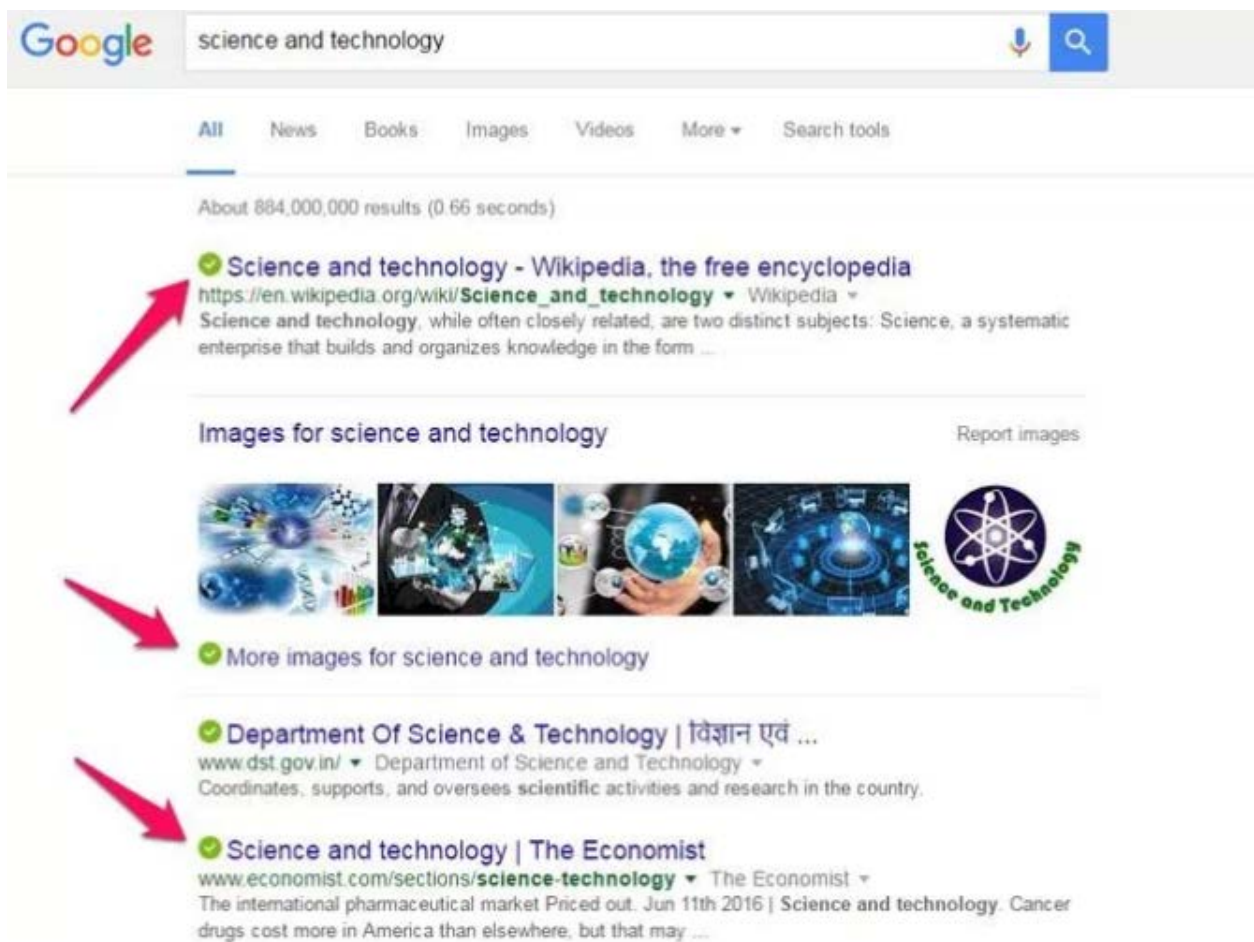 Google science and technology
All News Books Images Videos More Search tools
About 884,000,000 results (0.66 seconds)
Science and technology - Wikipedia, the free encyclopedia
https://en.wikipedia.org/wiki/Science_and_technology Wikipedia
Science and technology, while often closely related, are two distinct subjects: Science, a systematic
enterprise that builds and organizes knowledge in the form ...
Images for science and technology Report images
Science and Technology
More images for science and technology
Department Of Science & Technology | विज्ञान एवं ...
www.dst.gov.in/ Department of Science and Technology
Coordinates, supports, and oversees scientific activities and research in the country.
Science and technology | The Economist
www.economist.com/sections/science-technology The Economist
The international pharmaceutical market Priced out. Jun 11th 2016 | Science and technology. Cancer
drugs cost more in America than elsewhere, but that may ...